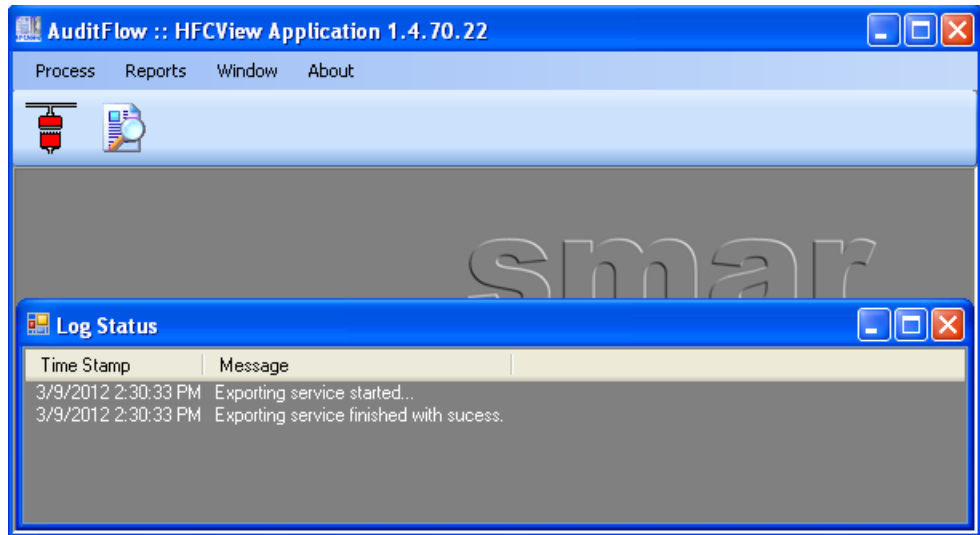 AuditFlow :: HFCView Application 1.4.70.22
Process Reports Window About
smar
Log Status
Time Stamp Message
3/9/2012 2:30:33 PM Exporting service started...
3/9/2012 2:30:33 PM Exporting service finished with sucess.